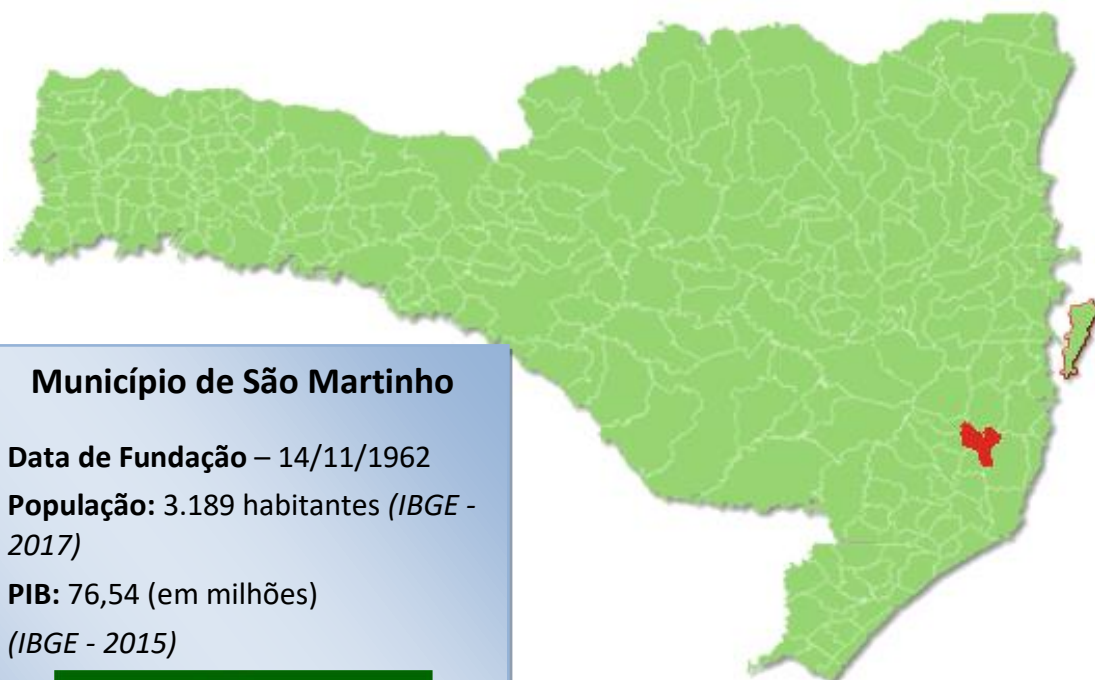 Município de São Martinho
Data de Fundação – 14/11/1962
População: 3.189 habitantes (IBGE -
2017)
PIB: 76,54 (em milhões)
(IBGE - 2015)